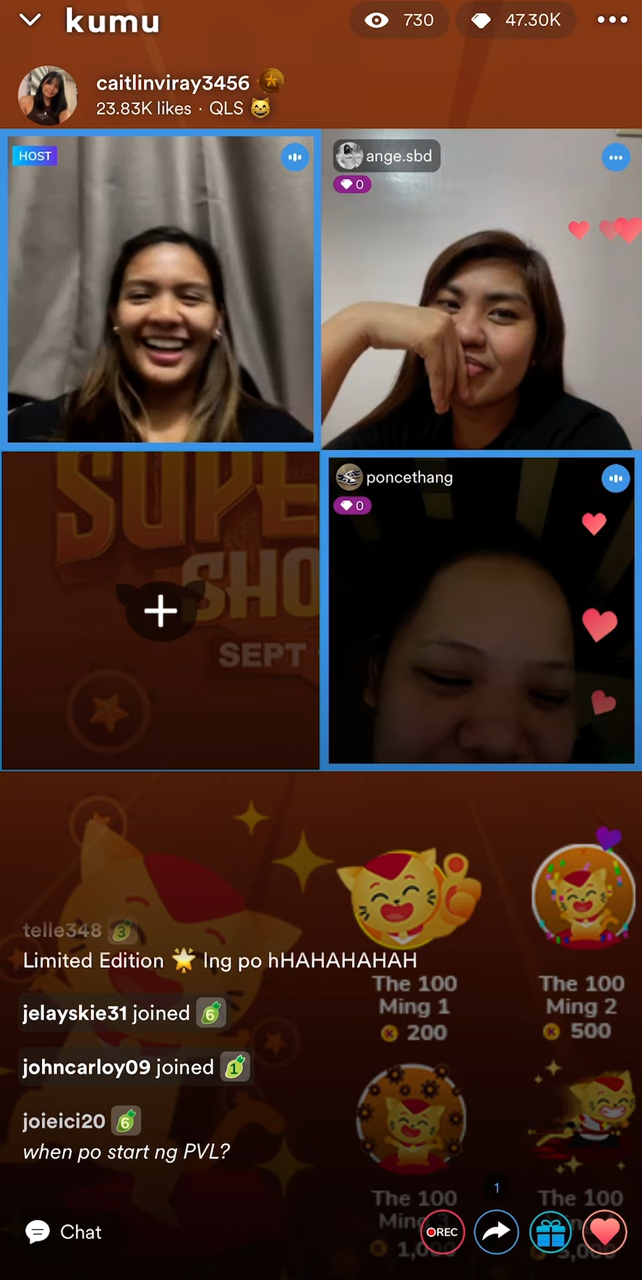 kumu
730
47.30K
caitlinviray3456
23.83K likes · QLS 😸
HOST
ange.sbd
0
SUPE
SHO
SEPT
poncethang
0
telle348 3
Limited Edition 🌟 Ing po hHAHAHAHAH
jelayskie31 joined 6
johncarloy09 joined 1
joieici20 6
when po start ng PVL?
The 100
Ming 1
200
The 100
Ming 2
500
The 100
The 100
1
Chat
REC